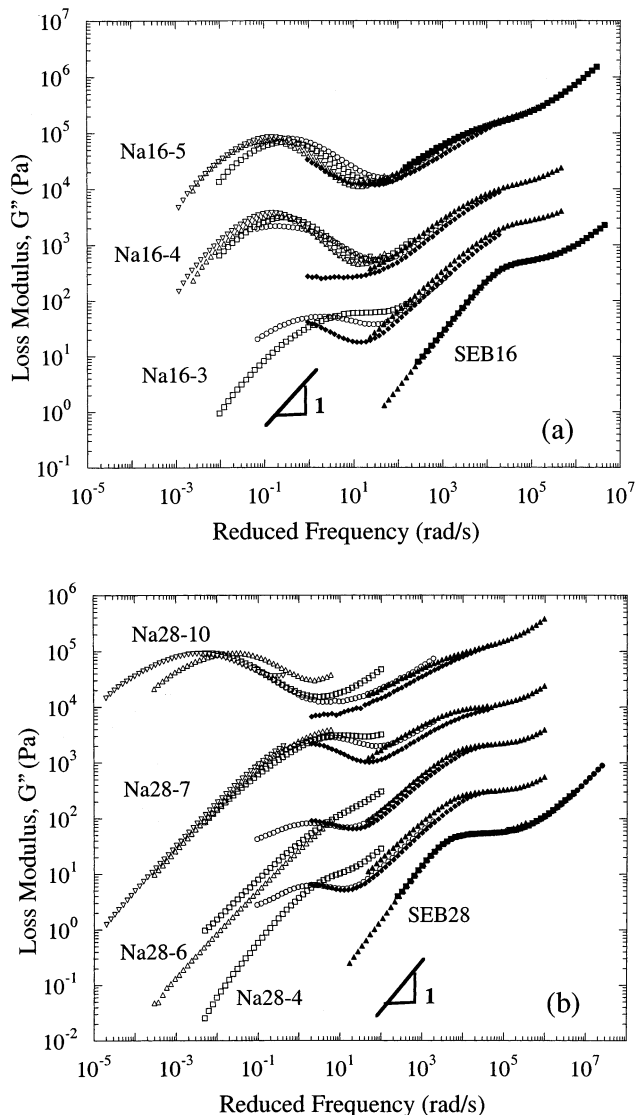 10^7
10^6
10^5
10^4
10^3
10^2
10^1
10^0
10^-1
Loss Modulus, G" (Pa)
Na16-5
Na16-4
Na16-3
SEB16
1
(a)
10^-5 10^-3 10^-1 10^1 10^3 10^5 10^7
Reduced Frequency (rad/s)
10^6
10^5
10^4
10^3
10^2
10^1
10^0
10^-1
10^-2
Loss Modulus, G" (Pa)
Na28-10
Na28-7
Na28-6
Na28-4
SEB28
1
(b)
10^-5 10^-3 10^-1 10^1 10^3 10^5 10^7
Reduced Frequency (rad/s)